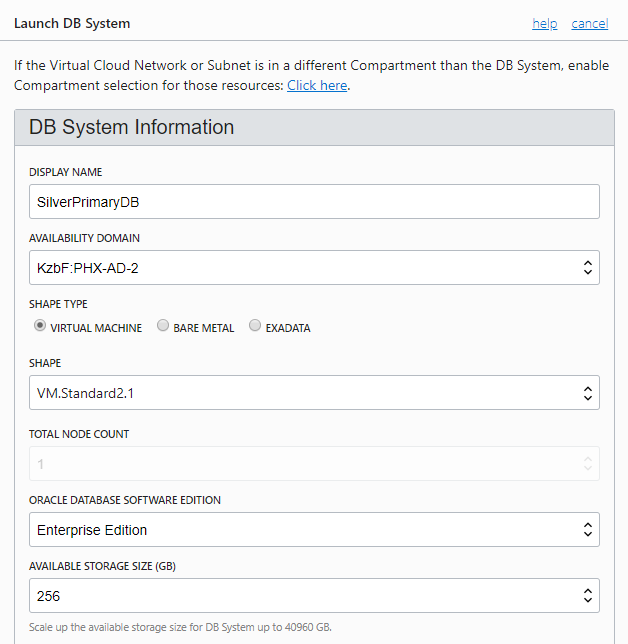 Launch DB System help cancel
If the Virtual Cloud Network or Subnet is in a different Compartment than the DB System, enable
Compartment selection for those resources: Click here.
DB System Information
DISPLAY NAME
SilverPrimaryDB
AVAILABILITY DOMAIN
KzbF:PHX-AD-2
SHAPE TYPE
VIRTUAL MACHINE BARE METAL EXADATA
SHAPE
VM.Standard2.1
TOTAL NODE COUNT
1
ORACLE DATABASE SOFTWARE EDITION
Enterprise Edition
AVAILABLE STORAGE SIZE (GB)
256
Scale up the available storage size for DB System up to 40960 GB.